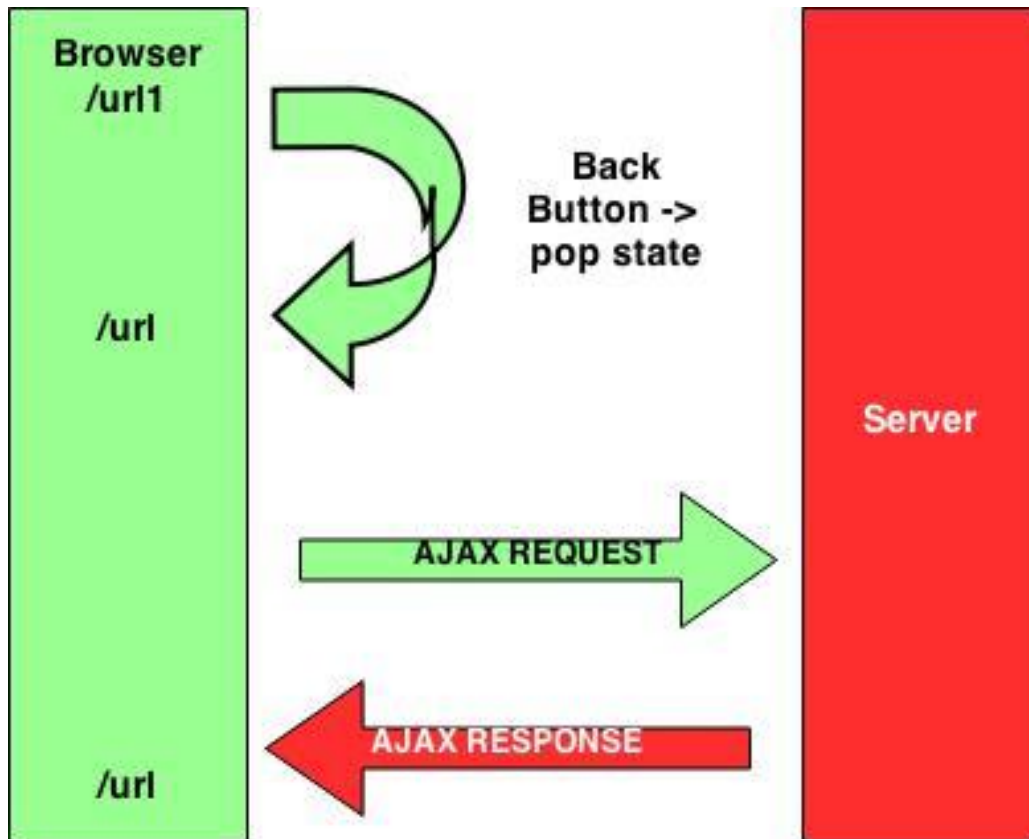 Browser
/url1
Back
Button ->
pop state
/url
Server
AJAX REQUEST
AJAX RESPONSE
/url